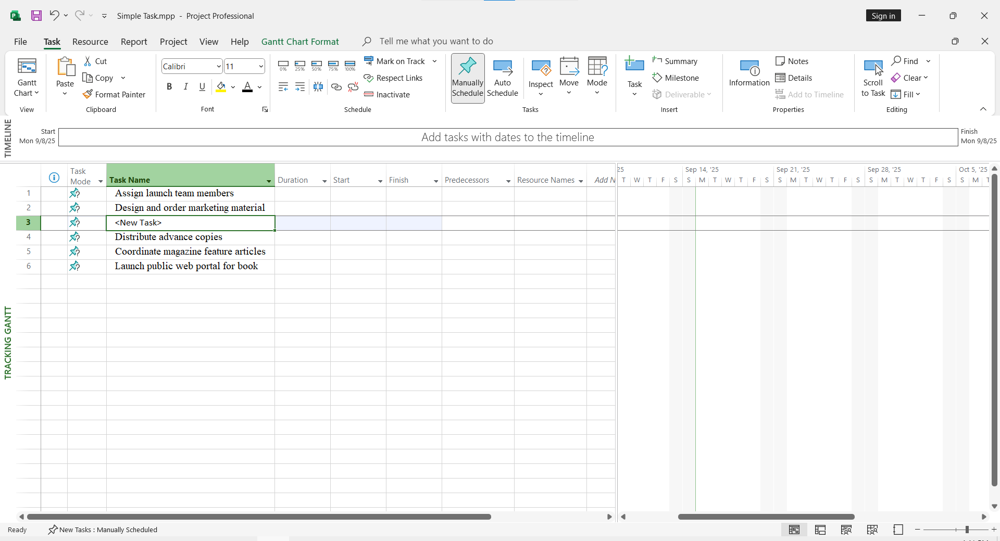 Simple Task.mpp - Project Professional
Sign in
File Task Resource Report Project View Help Gantt Chart Format Tell me what you want to do
Gantt Chart
View
Paste
Cut
Copy
Format Painter
Clipboard
Calibri 11
B I U A
Font
0% 25% 50% 75% 100%
Mark on Track
Respect Links
Inactivate
Schedule
Manually Schedule
Auto Schedule
Inspect
Move
Mode
Tasks
Task
Summary
Milestone
Deliverable
Insert
Information
Notes
Details
Add to Timeline
Properties
Scroll to Task
Find
Clear
Fill
Editing
TIMELINE
Start
Mon 9/8/25
Add tasks with dates to the timeline
Finish
Mon 9/8/25
Task Mode Task Name Duration Start Finish Predecessors Resource Names Add N
25 Sep 14, '25 Sep 21, '25 Sep 28, '25 Oct 5, '25
T W T F S S M T W T F S S M T W T F S S M T W T F S S M T
1 Assign launch team members
2 Design and order marketing material
3 <New Task>
4 Distribute advance copies
5 Coordinate magazine feature articles
6 Launch public web portal for book
TRACKING GANTT
Ready New Tasks : Manually Scheduled